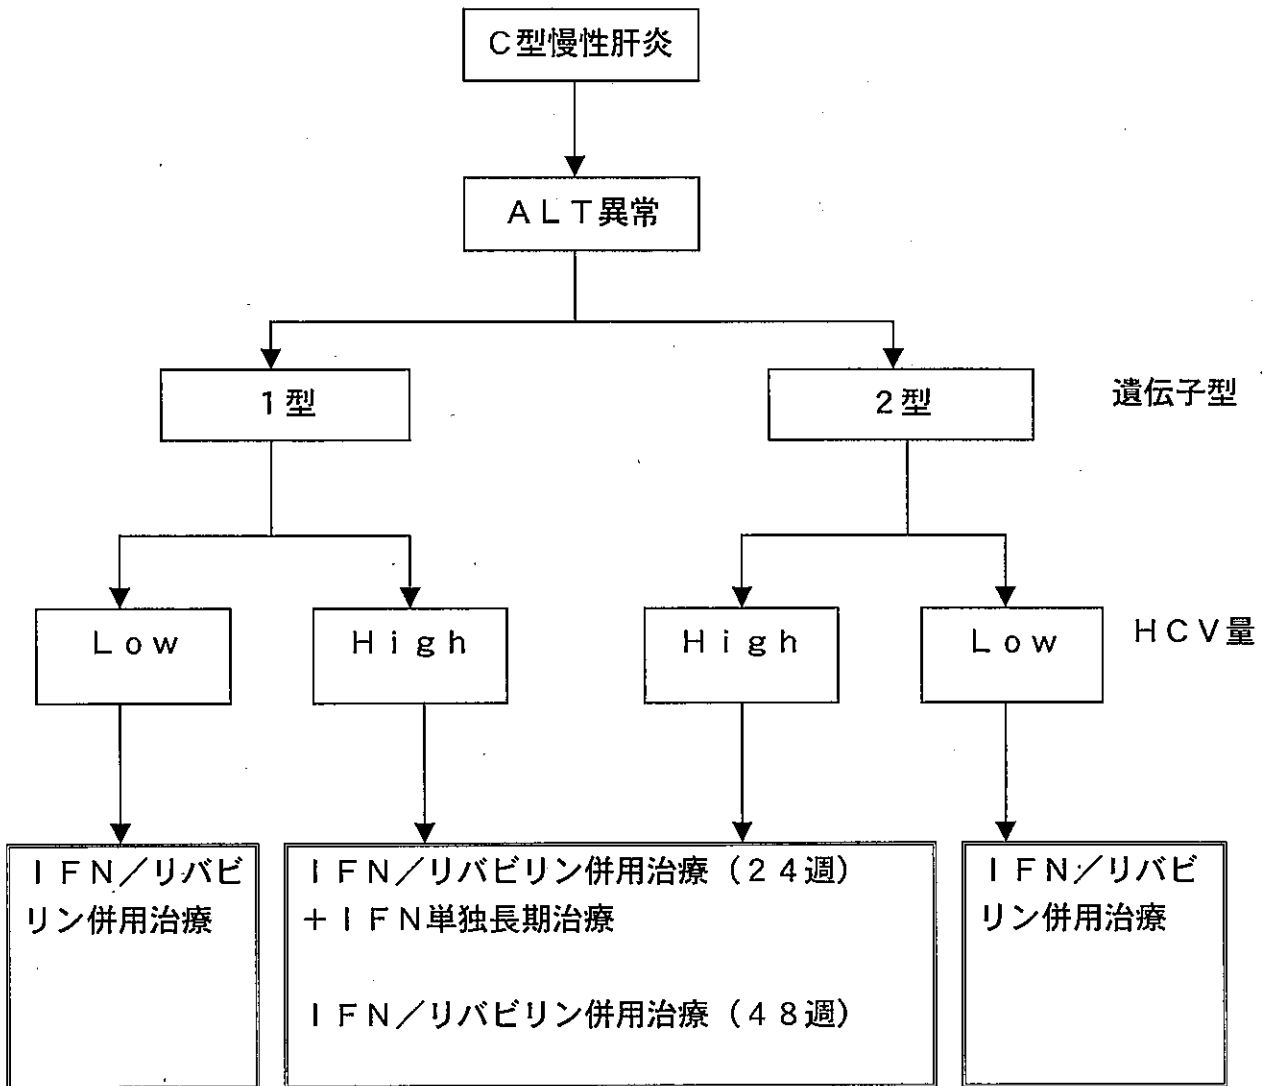 C型慢性肝炎
ALT異常
1型
2型
遺伝子型
Low
High
High
Low
HCV量
IFN/リバビ
リン併用治療
IFN/リバビリン併用治療(24週)
+IFN単独長期治療
IFN/リバビリン併用治療(48週)
IFN/リバビ
リン併用治療